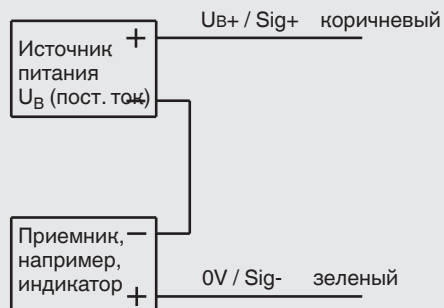 UB+ / Sig+ коричневый
+
Источник
питания
UB (пост. ток)
–
Приемник,
–
например,
индикатор
+
0V / Sig- зеленый